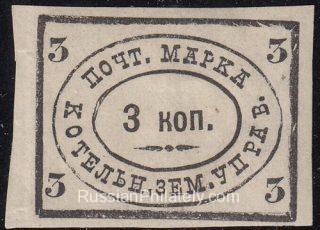 3 3
ПОЧТ. МАРКА
3 КОП.
КОТЕЛЬН. ЗЕМ. УПРАВ.
3 3
RussianPhilately.com